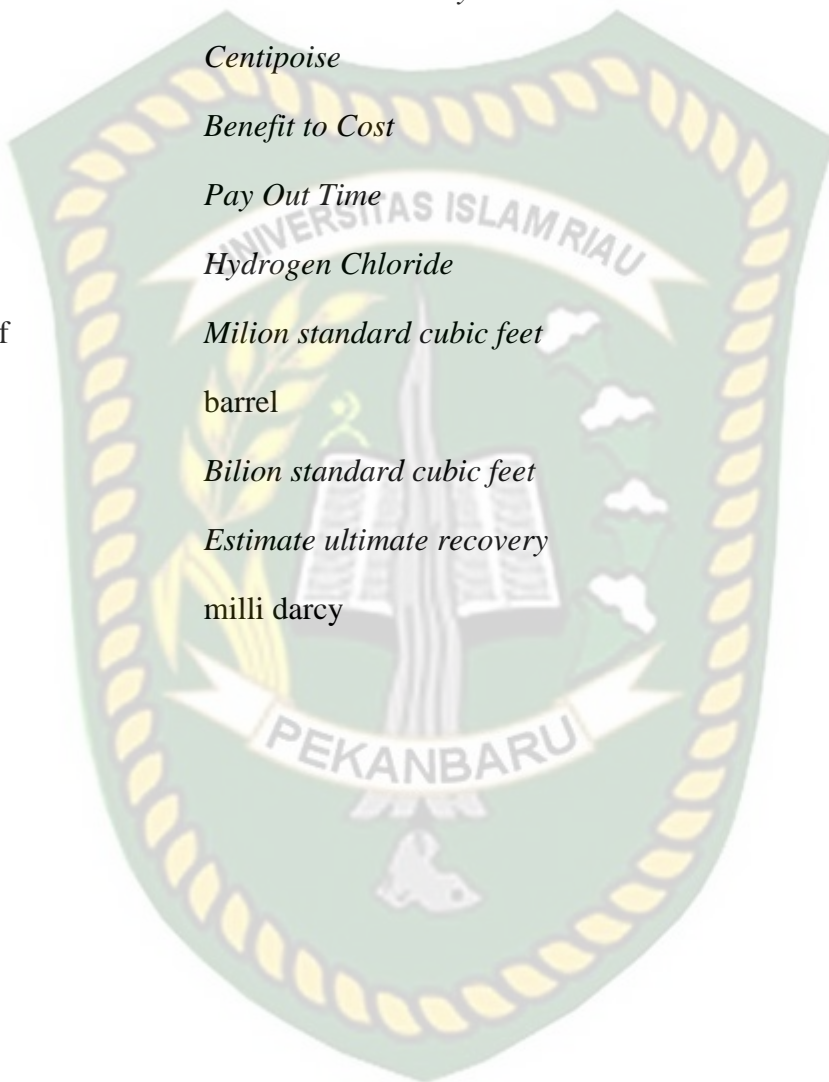 Centipoise
Benefit to Cost
Pay Out Time
UNIVERSITAS ISLAM RIAU
Hydrogen Chloride
f Milion standard cubic feet
barrel
Bilion standard cubic feet
Estimate ultimate recovery
milli darcy
PEKANBARU